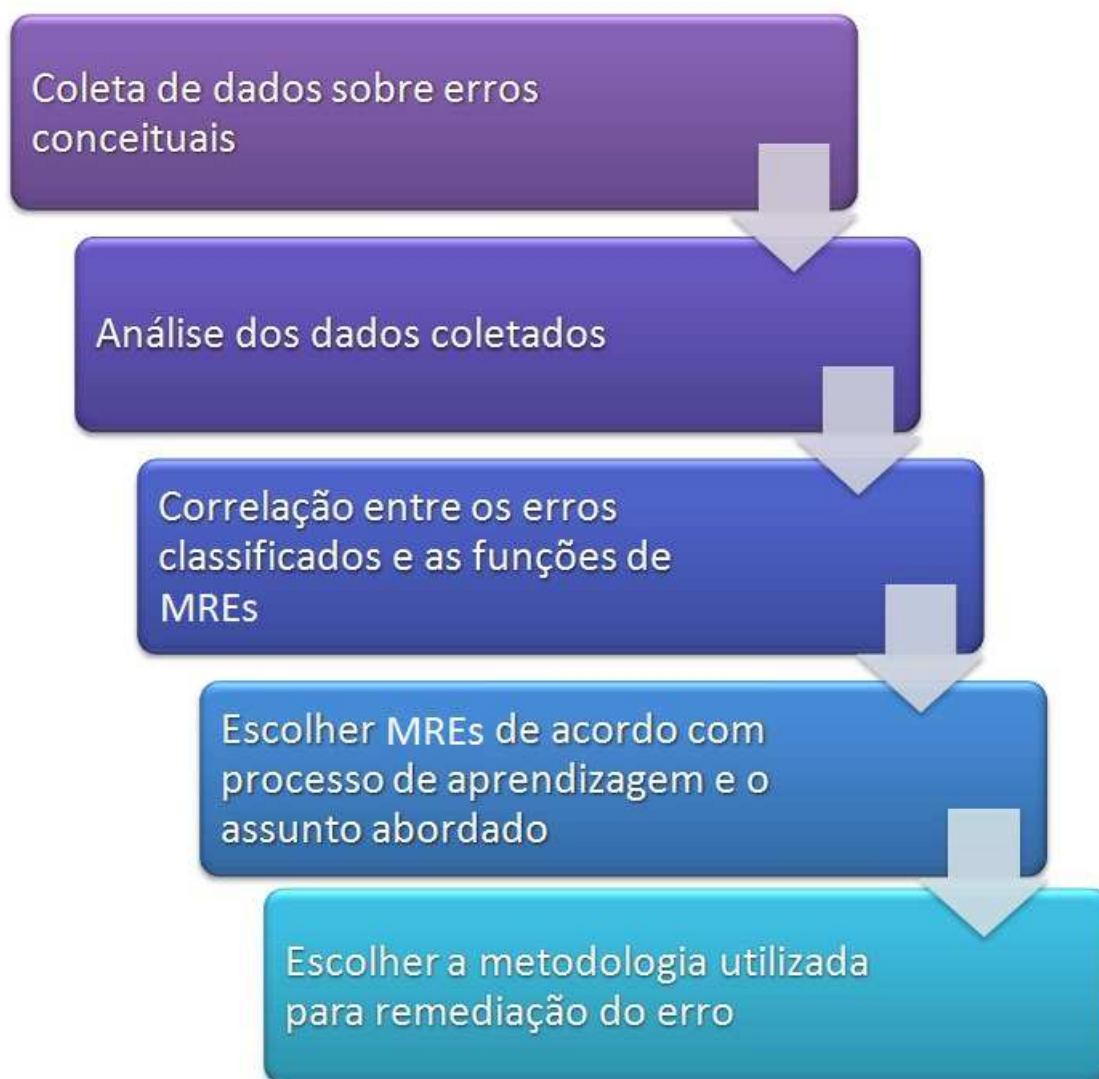 Coleta de dados sobre erros
conceituais
Análise dos dados coletados
Correlação entre os erros
classificados e as funções de
MREs
Escolher MREs de acordo com
processo de aprendizagem e o
assunto abordado
Escolher a metodologia utilizada
para remediação do erro